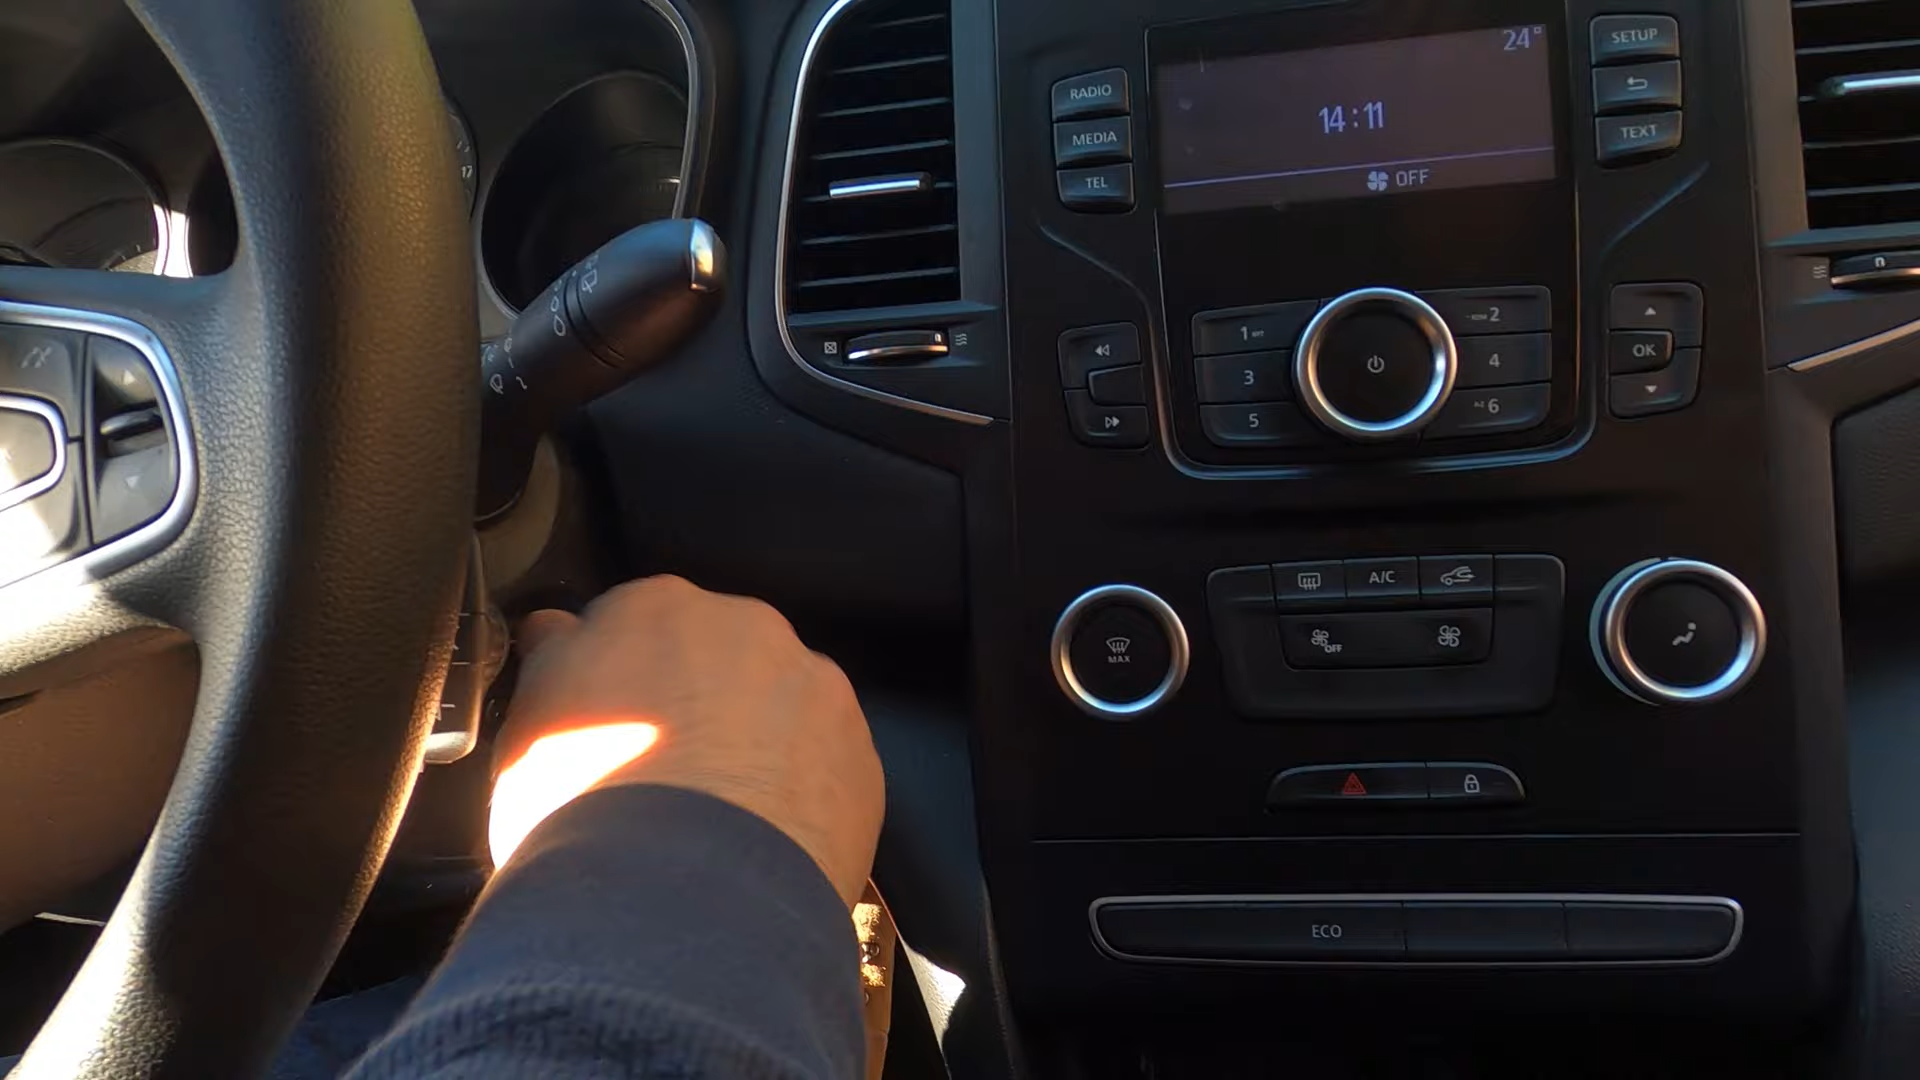 24°
SETUP
RADIO
14:11
MEDIA
TEXT
TEL
OFF
17
1
2
3
4
OK
5
6
A/C
MAX
OFF
ECO